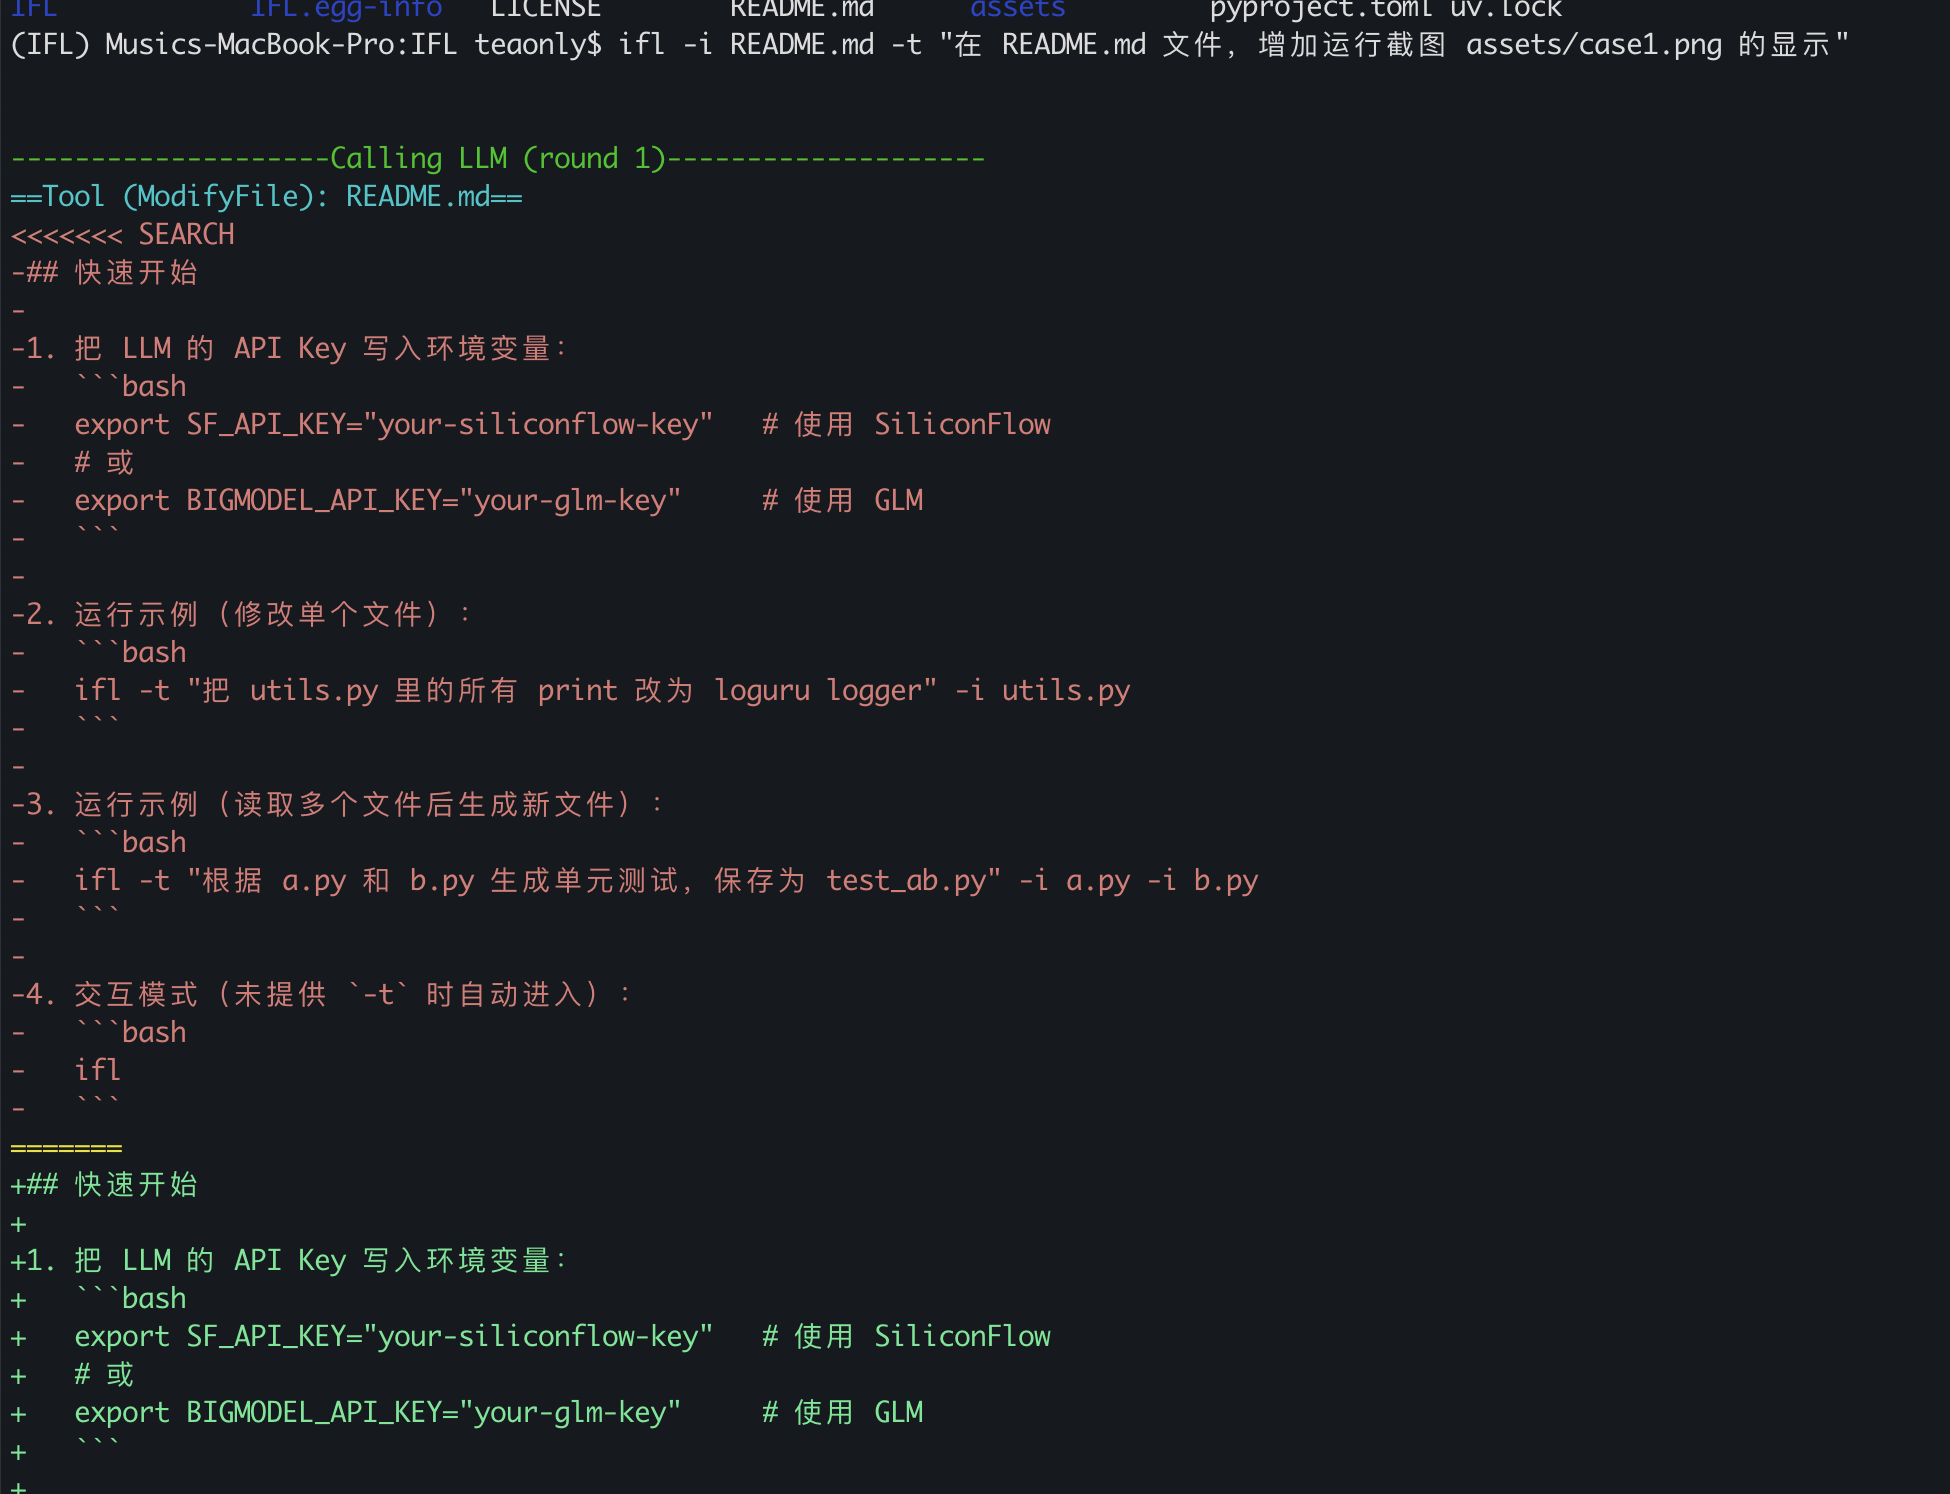 IFL IFL.egg-info LICENSE README.md assets pyproject.toml uv.lock
(IFL) Musics-MacBook-Pro:IFL teaonly$ ifl -i README.md -t "在 README.md 文件，增加运行截图 assets/case1.png 的显示"
--------------------Calling LLM (round 1)--------------------
==Tool (ModifyFile): README.md==
<<<<<<< SEARCH
-## 快速开始
-
-1. 把 LLM 的 API Key 写入环境变量：
-   ```bash
-   export SF_API_KEY="your-siliconflow-key"   # 使用 SiliconFlow
-   # 或
-   export BIGMODEL_API_KEY="your-glm-key"     # 使用 GLM
-   ```
-
-2. 运行示例（修改单个文件）：
-   ```bash
-   ifl -t "把 utils.py 里的所有 print 改为 loguru logger" -i utils.py
-   ```
-
-3. 运行示例（读取多个文件后生成新文件）：
-   ```bash
-   ifl -t "根据 a.py 和 b.py 生成单元测试，保存为 test_ab.py" -i a.py -i b.py
-   ```
-
-4. 交互模式（未提供 `-t` 时自动进入）：
-   ```bash
-   ifl
-   ```
=======
+## 快速开始
+
+1. 把 LLM 的 API Key 写入环境变量：
+   ```bash
+   export SF_API_KEY="your-siliconflow-key"   # 使用 SiliconFlow
+   # 或
+   export BIGMODEL_API_KEY="your-glm-key"     # 使用 GLM
+   ```
+